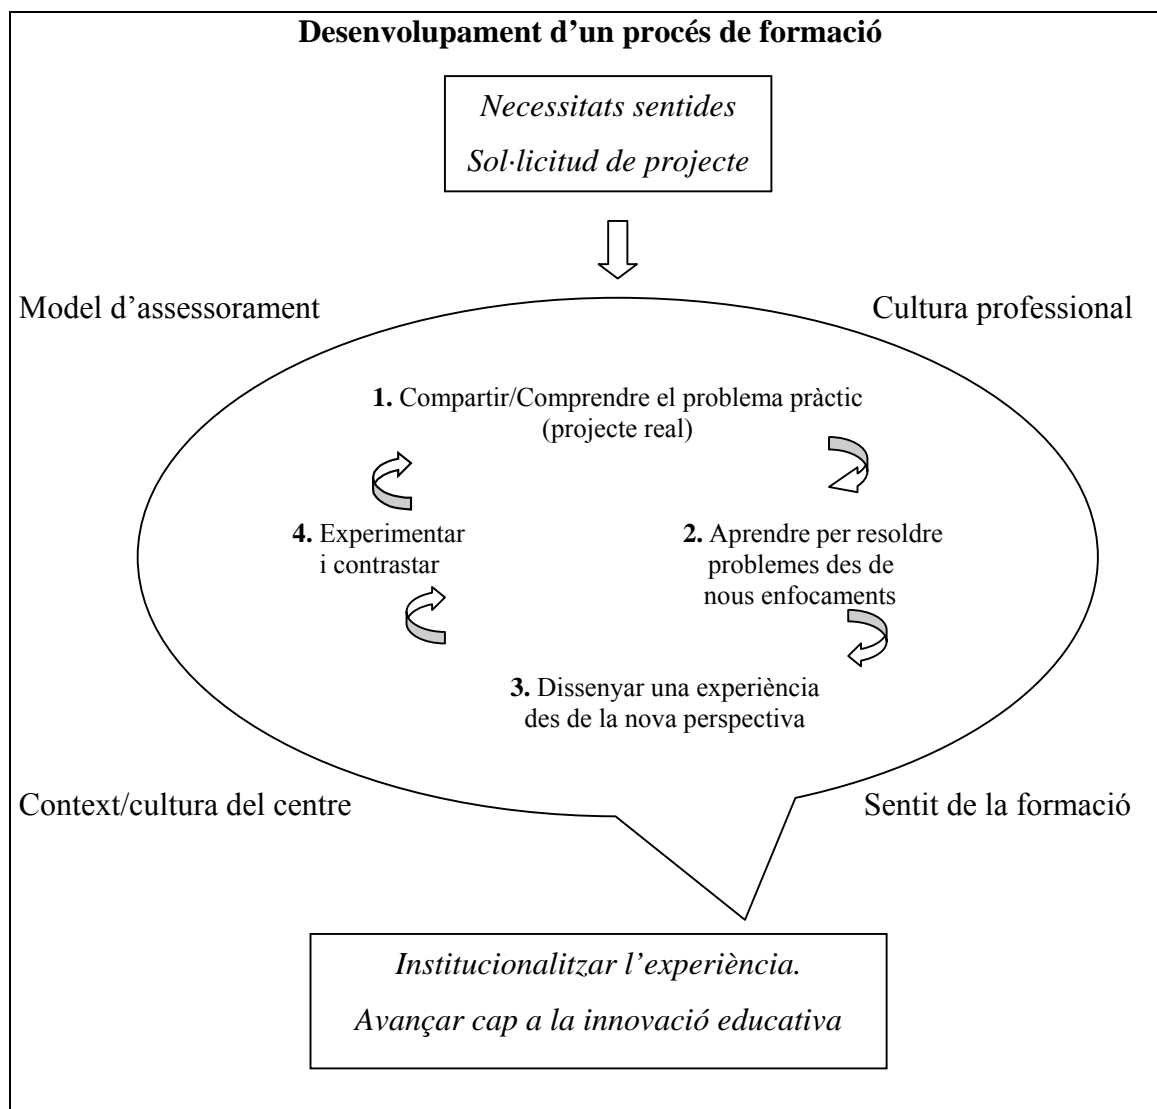 Desenvolupament d’un procés de formació
Necessitats sentides
Sol·licitud de projecte
Model d’assessorament
Cultura professional
1. Compartir/Comprendre el problema pràctic
(projecte real)
4. Experimentar
i contrastar
2. Aprendre per resoldre
problemes des de
nous enfocaments
3. Dissenyar una experiència
des de la nova perspectiva
Context/cultura del centre
Sentit de la formació
Institucionalitzar l’experiència.
Avançar cap a la innovació educativa